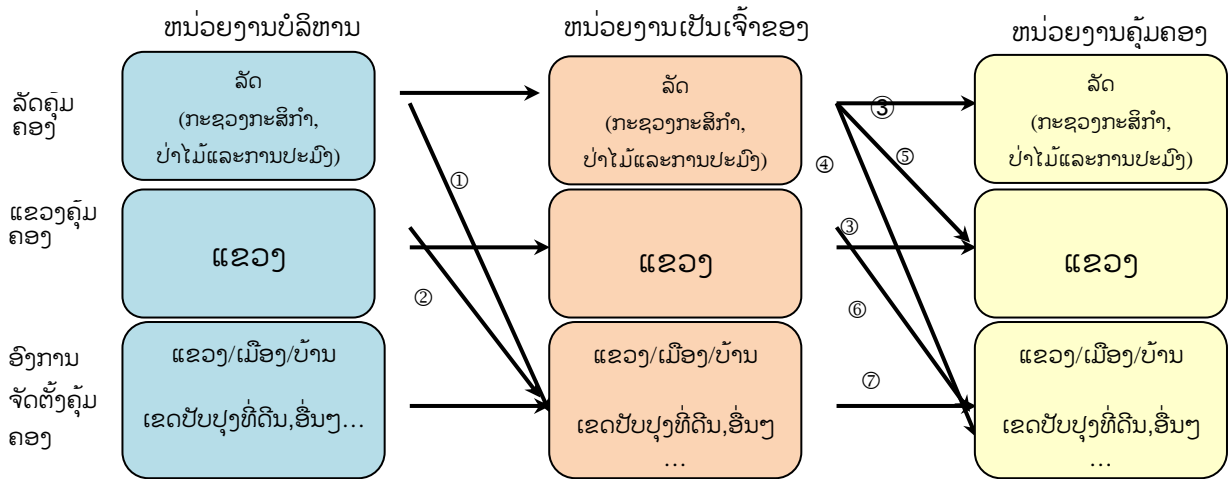 ຫນ່ວຍງານບໍລິຫານ
ຫນ່ວຍງານເປັນເຈົ້າຂອງ
ຫນ່ວຍງານຄຸ້ມຄອງ
ລັດຄຸ້ມ
ຄອງ
ລັດ
(ກະຊວງກະສິກຳ,
ປ່າໄມ້ແລະການປະມົງ)
①
ລັດ
(ກະຊວງກະສິກຳ,
ປ່າໄມ້ແລະການປະມົງ)
③
④
⑤
ລັດ
(ກະຊວງກະສິກຳ,
ປ່າໄມ້ແລະການປະມົງ)
ແຂວງຄຸ້ມ
ຄອງ
ແຂວງ
②
ແຂວງ
③
⑥
ແຂວງ
ອົງການ
ຈັດຕັ້ງຄຸ້ມ
ຄອງ
ແຂວງ/ເມືອງ/ບ້ານ
ເຂດປັບປຸງທີ່ດິນ,ອື່ນໆ…
ແຂວງ/ເມືອງ/ບ້ານ
ເຂດປັບປຸງທີ່ດິນ,ອື່ນໆ
…
⑦
ແຂວງ/ເມືອງ/ບ້ານ
ເຂດປັບປຸງທີ່ດິນ,ອື່ນໆ
…